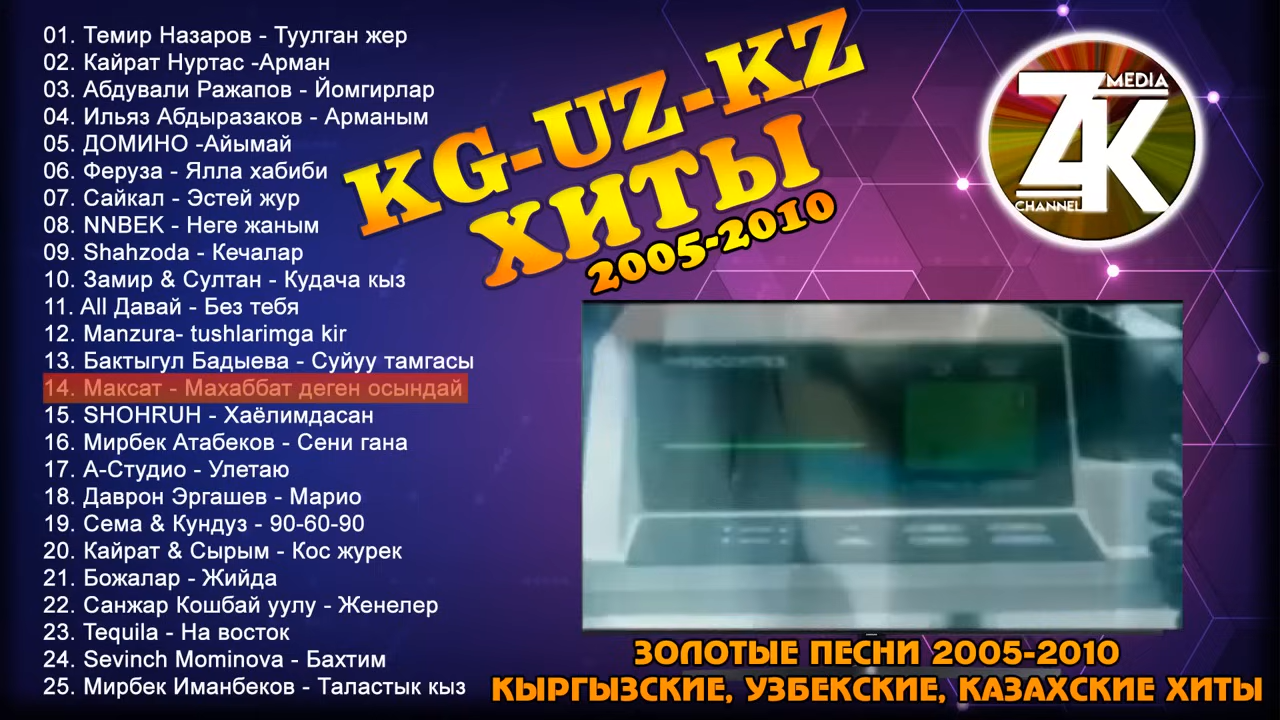 01. Темир Назаров - Туулган жер
02. Кайрат Нуртас -Арман
03. Абдували Ражапов - Йомгирлар
04. Ильяз Абдыразаков - Арманым
05. ДОМИНО -Айымай
06. Феруза - Ялла хабиби
07. Сайкал - Эстей жур
08. NNBEK - Неге жаным
09. Shahzoda - Кечалар
10. Замир & Султан - Кудача кыз
11. All Давай - Без тебя
12. Manzura- tushlarimga kir
13. Бактыгул Бадыева - Суйуу тамгасы
14. Максат - Махаббат деген осындай
15. SHOHRUH - Хаёлимдасан
16. Мирбек Атабеков - Сени гана
17. А-Студио - Улетаю
18. Даврон Эргашев - Марио
19. Сема & Кундуз - 90-60-90
20. Кайрат & Сырым - Кос журек
21. Божалар - Жийда
22. Санжар Кошбай уулу - Женелер
23. Tequila - На восток
24. Sevinch Mominova - Бахтим
25. Мирбек Иманбеков - Таластык кыз
KG-UZ-KZ
ХИТЫ
2005-2010
ZK
MEDIA
CHANNEL
ЗОЛОТЫЕ ПЕСНИ 2005-2010
КЫРГЫЗСКИЕ, УЗБЕКСКИЕ, КАЗАХСКИЕ ХИТЫ